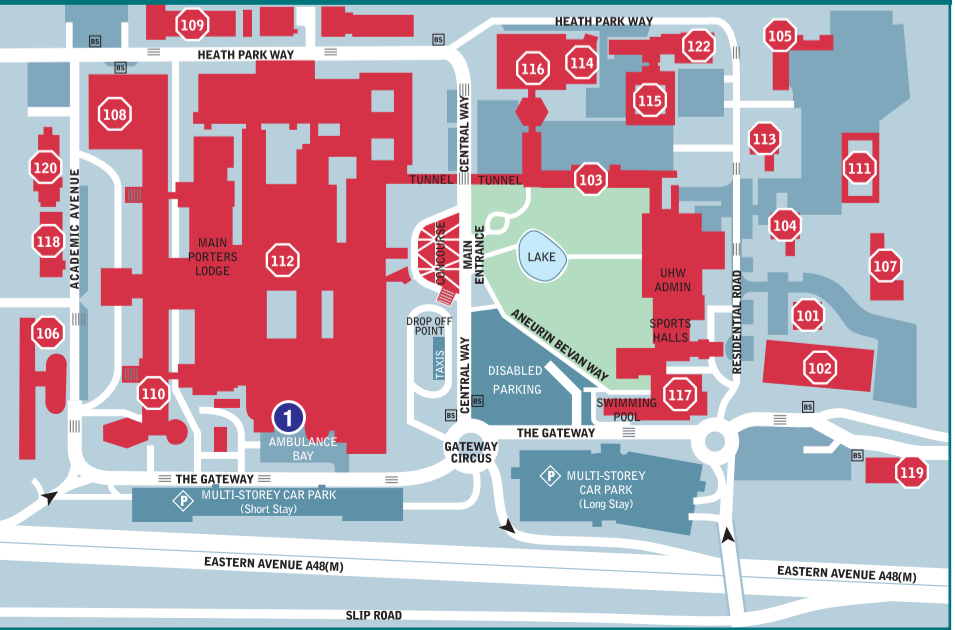 109
HEATH PARK WAY
105
122
BS
BS
HEATH PARK WAY
114
116
BS
115
108
CENTRAL WAY
113
120
111
TUNNEL
TUNNEL
103
ACADEMIC AVENUE
104
118
MAIN
PORTERS
LODGE
112
CONCOURSE
MAIN
ENTRANCE
LAKE
107
UHW
ADMIN
RESIDENTIAL ROAD
101
106
DROP OFF
POINT
ANEURIN BEVAN WAY
SPORTS
HALLS
TAXIS
CENTRAL WAY
DISABLED
PARKING
102
110
117
1
BS
BS
SWIMMING
POOL
BS
AMBULANCE
BAY
THE GATEWAY
GATEWAY
CIRCUS
BS
119
THE GATEWAY
P
MULTI-STOREY CAR PARK
(Short Stay)
P
MULTI-STOREY
CAR PARK
(Long Stay)
EASTERN AVENUE A48(M)
EASTERN AVENUE A48(M)
SLIP ROAD